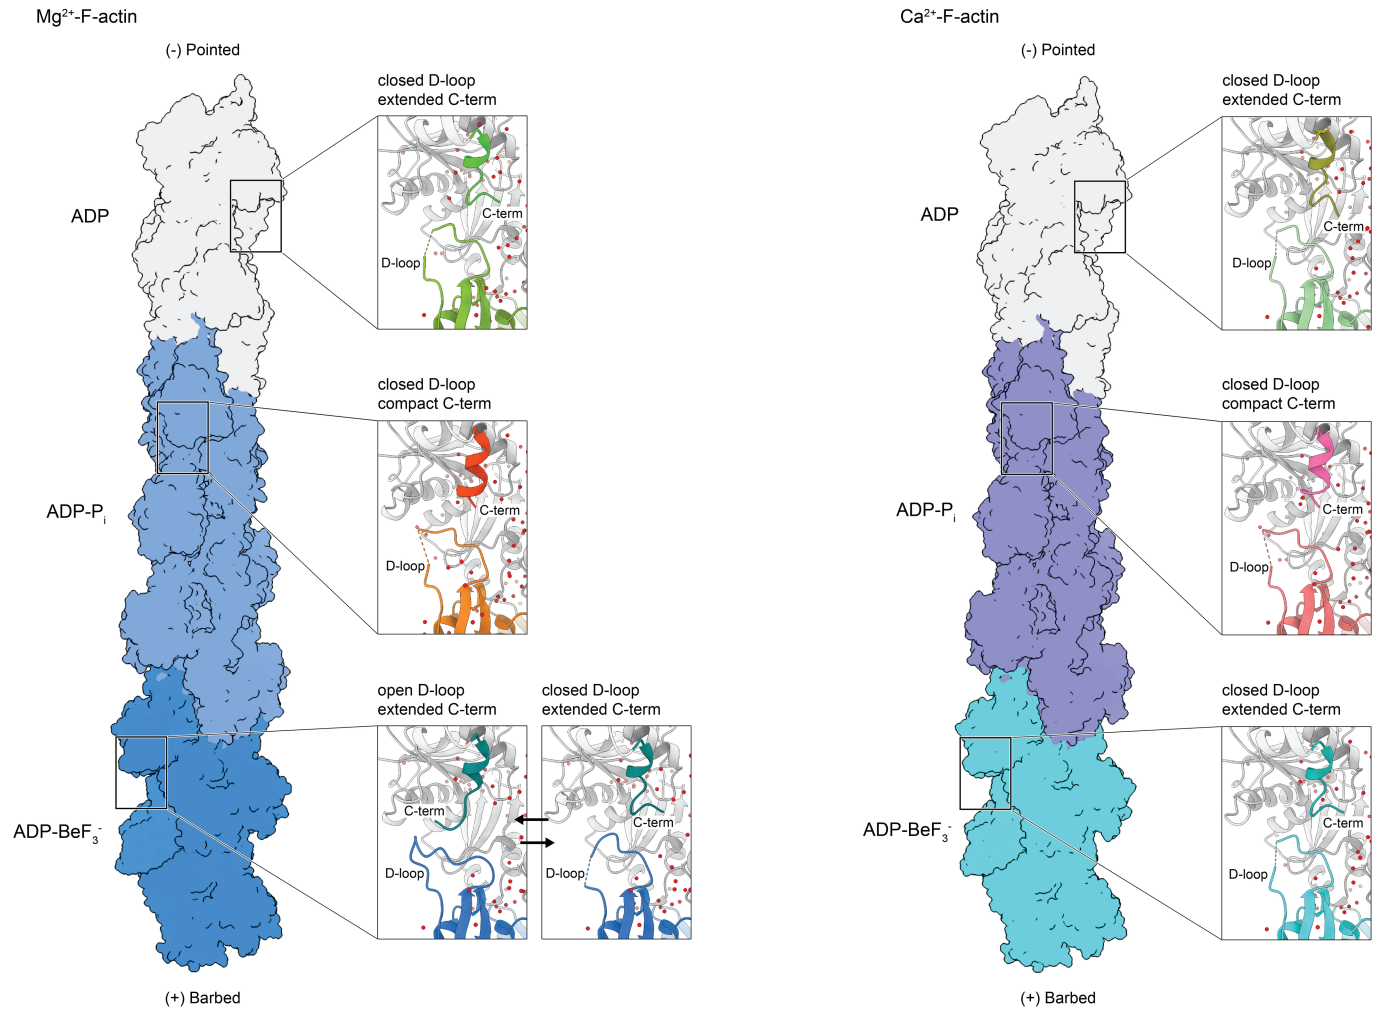 Mg²⁺-F-actin
(-) Pointed
closed D-loop
extended C-term
ADP
C-term
D-loop
closed D-loop
compact C-term
ADP-Pᵢ
C-term
D-loop
open D-loop
extended C-term
closed D-loop
extended C-term
ADP-BeF₃⁻
C-term
D-loop
C-term
D-loop
(+) Barbed
Ca²⁺-F-actin
(-) Pointed
closed D-loop
extended C-term
ADP
C-term
D-loop
closed D-loop
compact C-term
ADP-Pᵢ
C-term
D-loop
closed D-loop
extended C-term
ADP-BeF₃⁻
C-term
D-loop
(+) Barbed